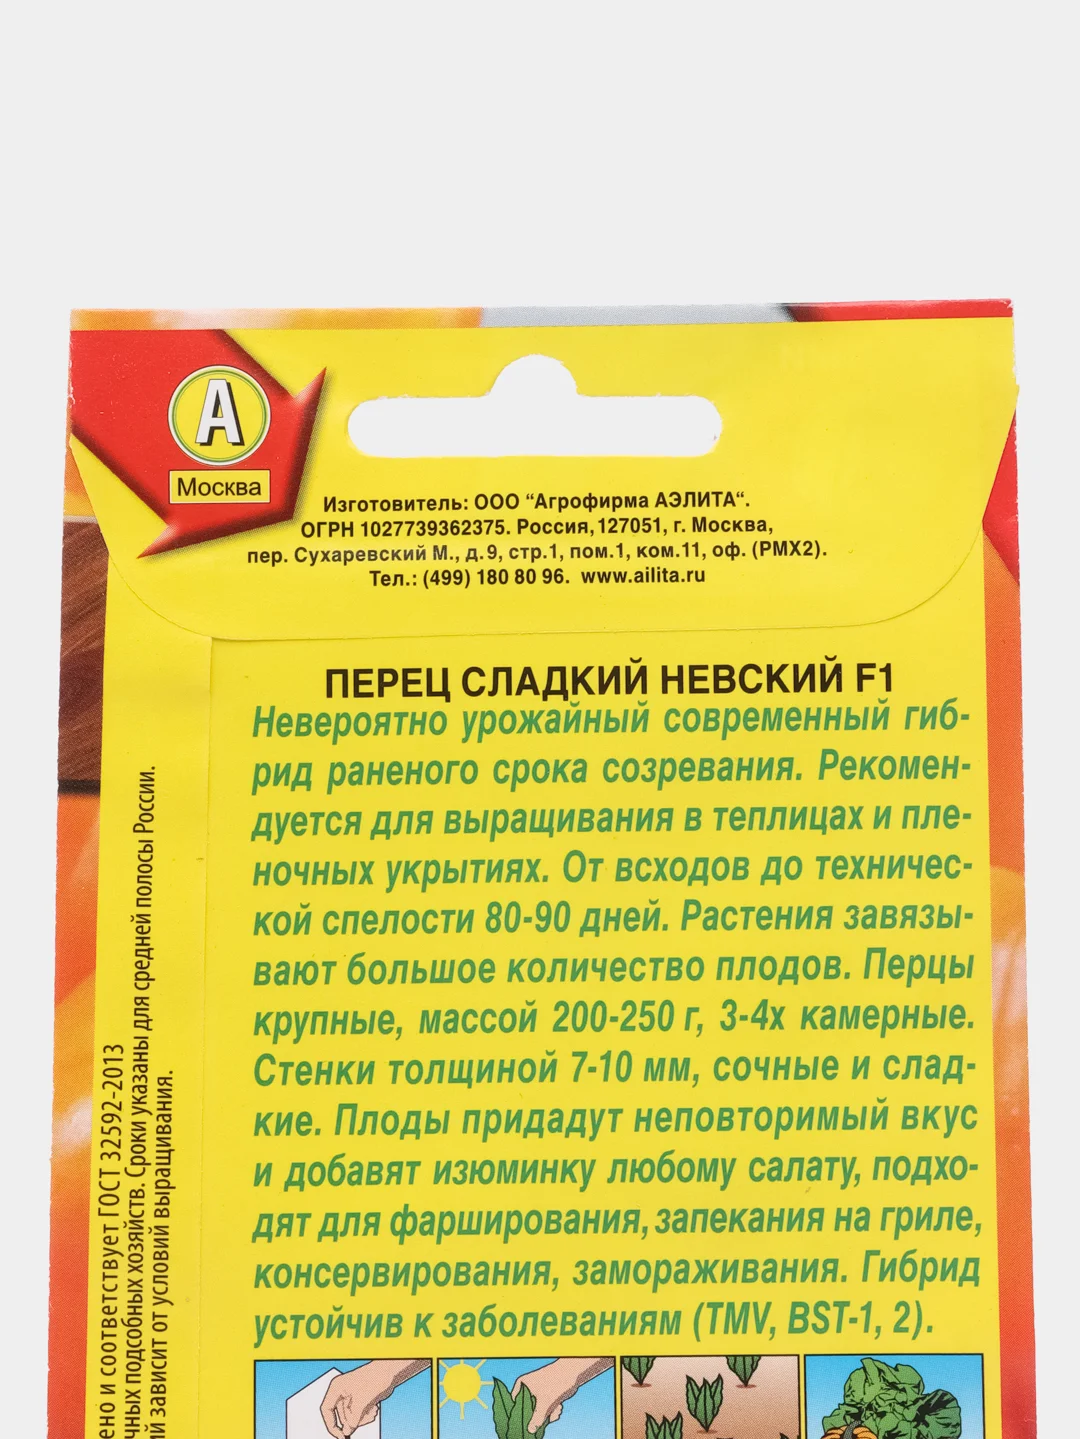 А
Москва
Изготовитель: ООО “Агрофирма АЭЛИТА“.
ОГРН 1027739362375. Россия, 127051, г. Москва,
пер. Сухаревский М., д.9, стр.1, пом.1, ком.11, оф. (РМХ2).
Тел.: (499) 180 80 96. www.ailita.ru
ПЕРЕЦ СЛАДКИЙ НЕВСКИЙ F1
Невероятно урожайный современный гиб-
рид раненого срока созревания. Рекомен-
дуется для выращивания в теплицах и пле-
ночных укрытиях. От всходов до техничес-
кой спелости 80-90 дней. Растения завязы-
вают большое количество плодов. Перцы
крупные, массой 200-250 г, 3-4х камерные.
Стенки толщиной 7-10 мм, сочные и слад-
кие. Плоды придадут неповторимый вкус
и добавят изюминку любому салату, подхо-
дят для фарширования, запекания на гриле,
консервирования, замораживания. Гибрид
устойчив к заболеваниям (TMV, BST-1, 2).
и соответствует ГОСТ 32592-2013
подсобных хозяйств. Сроки указаны для средней полосы России.
зависит от условий выращивания.